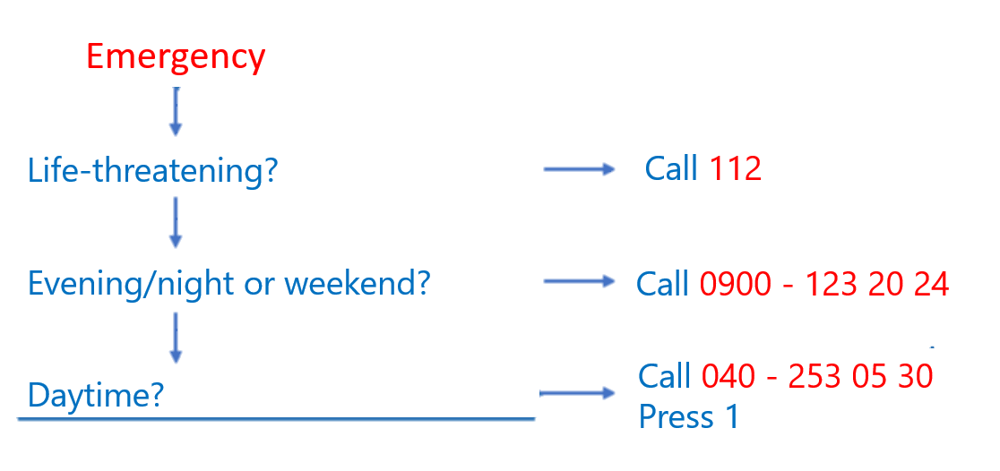 Emergency
Life-threatening?
Call 112
Evening/night or weekend?
Call 0900 - 123 20 24
Daytime?
Call 040 - 253 05 30
Press 1